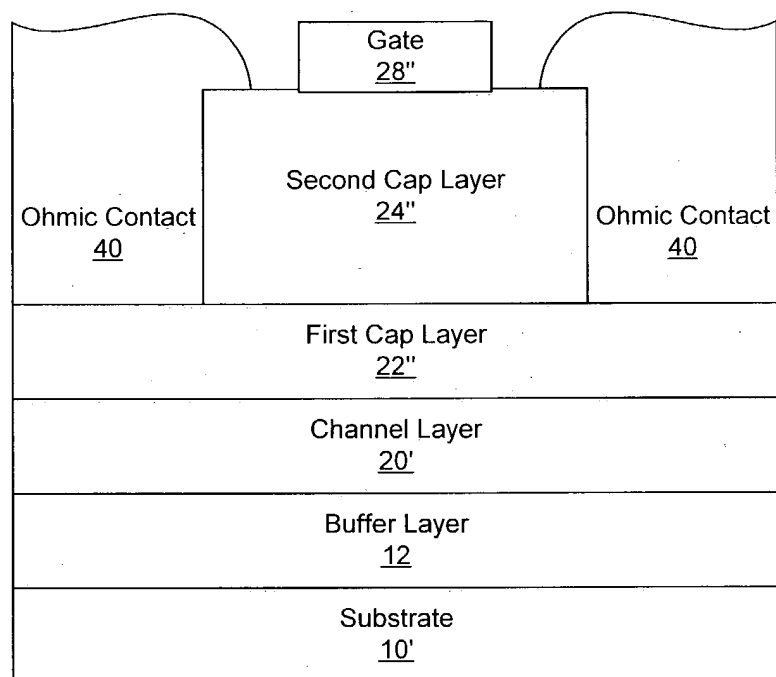 Gate
28"
Second Cap Layer
24"
Ohmic Contact
40
Ohmic Contact
40
First Cap Layer
22"
Channel Layer
20'
Buffer Layer
12
Substrate
10'